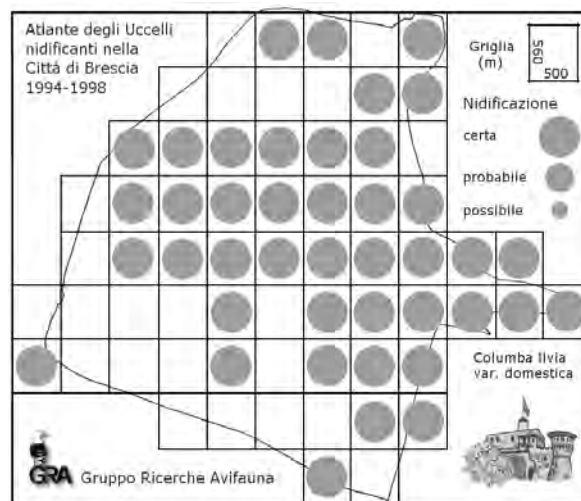 Atlante degli Uccelli
nidificanti nella
Cittá di Brescia
1994-1998
Griglia
(m)
560
500
Nidificazione
certa
probabile
possibile
Columba livia
var. domestica
GRA Gruppo Ricerche Avifauna